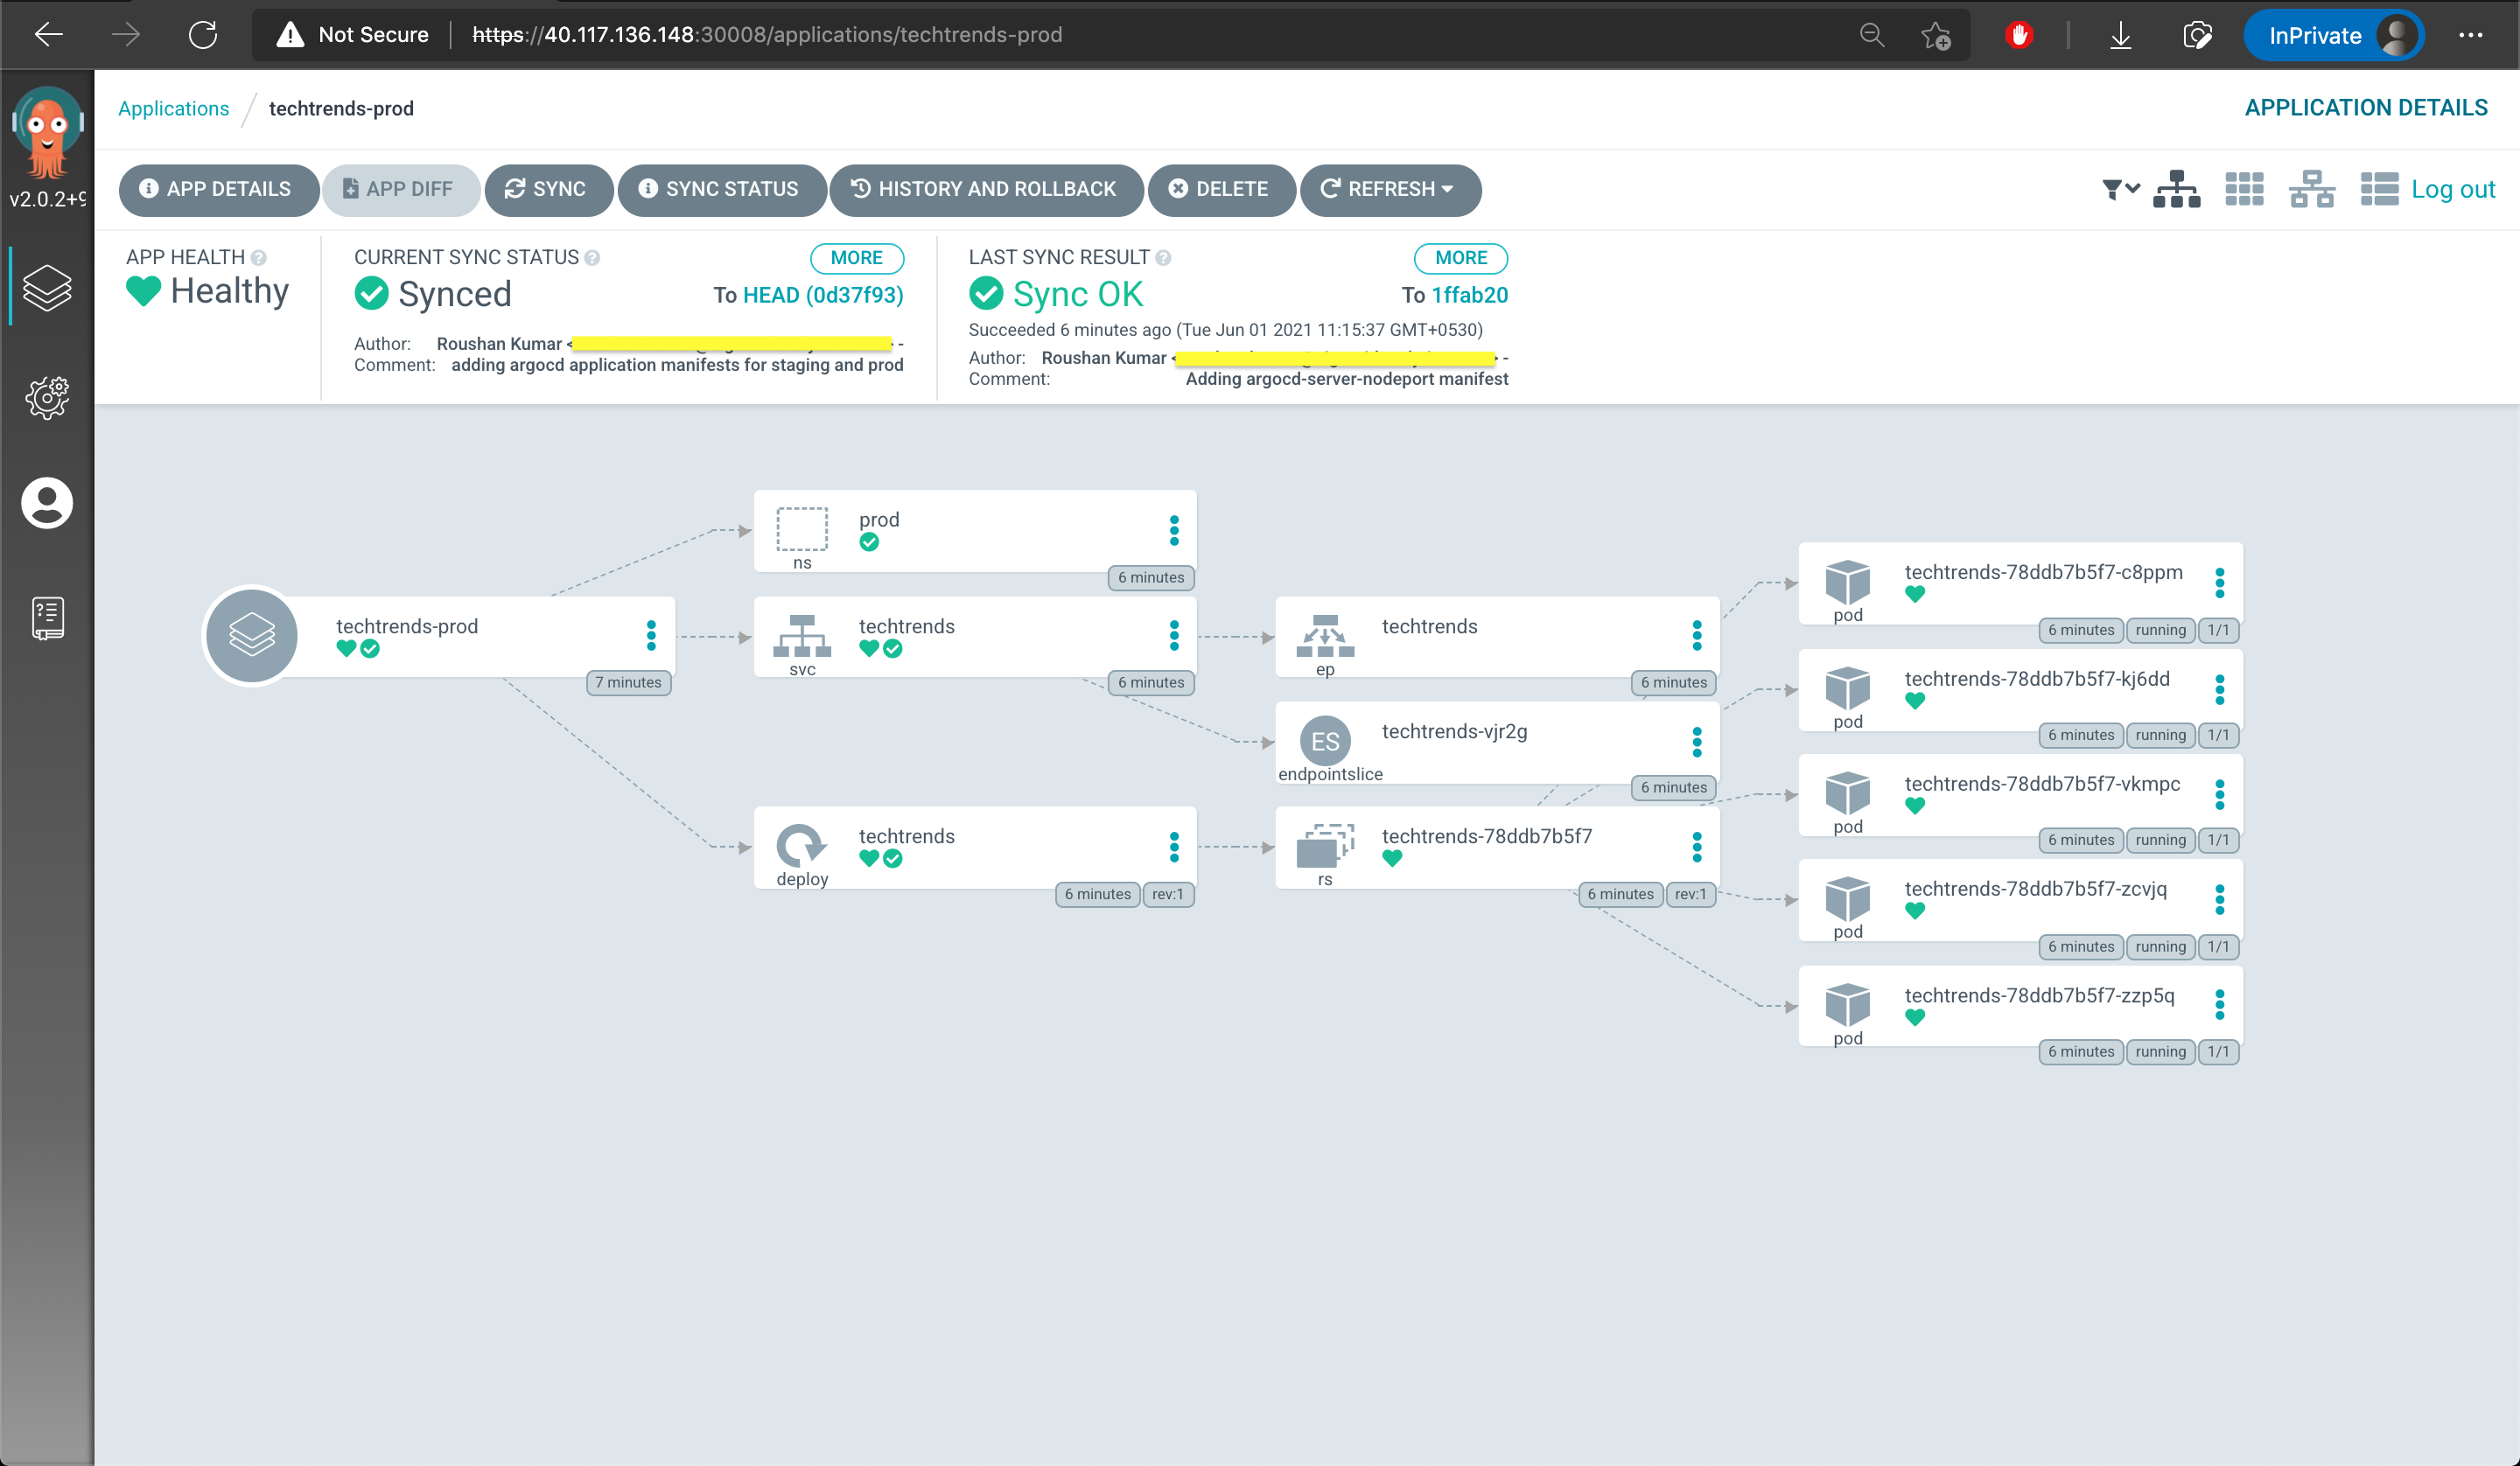 Not Secure https://40.117.136.148:30008/applications/techtrends-prod InPrivate
Applications / techtrends-prod APPLICATION DETAILS
v2.0.2+9
APP DETAILS APP DIFF SYNC SYNC STATUS HISTORY AND ROLLBACK DELETE REFRESH Log out
APP HEALTH
Healthy
CURRENT SYNC STATUS MORE
Synced To HEAD (0d37f93)
Author: Roushan Kumar < -
Comment: adding argocd application manifests for staging and prod
LAST SYNC RESULT MORE
Sync OK To 1ffab20
Succeeded 6 minutes ago (Tue Jun 01 2021 11:15:37 GMT+0530)
Author: Roushan Kumar < > -
Comment: Adding argocd-server-nodeport manifest
techtrends-prod
7 minutes
prod
ns
6 minutes
techtrends
svc
6 minutes
techtrends
deploy
6 minutes rev:1
techtrends
ep
6 minutes
ES techtrends-vjr2g
endpointslice
6 minutes
techtrends-78ddb7b5f7
rs
6 minutes rev:1
techtrends-78ddb7b5f7-c8ppm
pod
6 minutes running 1/1
techtrends-78ddb7b5f7-kj6dd
pod
6 minutes running 1/1
techtrends-78ddb7b5f7-vkmpc
pod
6 minutes running 1/1
techtrends-78ddb7b5f7-zcvjq
pod
6 minutes running 1/1
techtrends-78ddb7b5f7-zzp5q
pod
6 minutes running 1/1